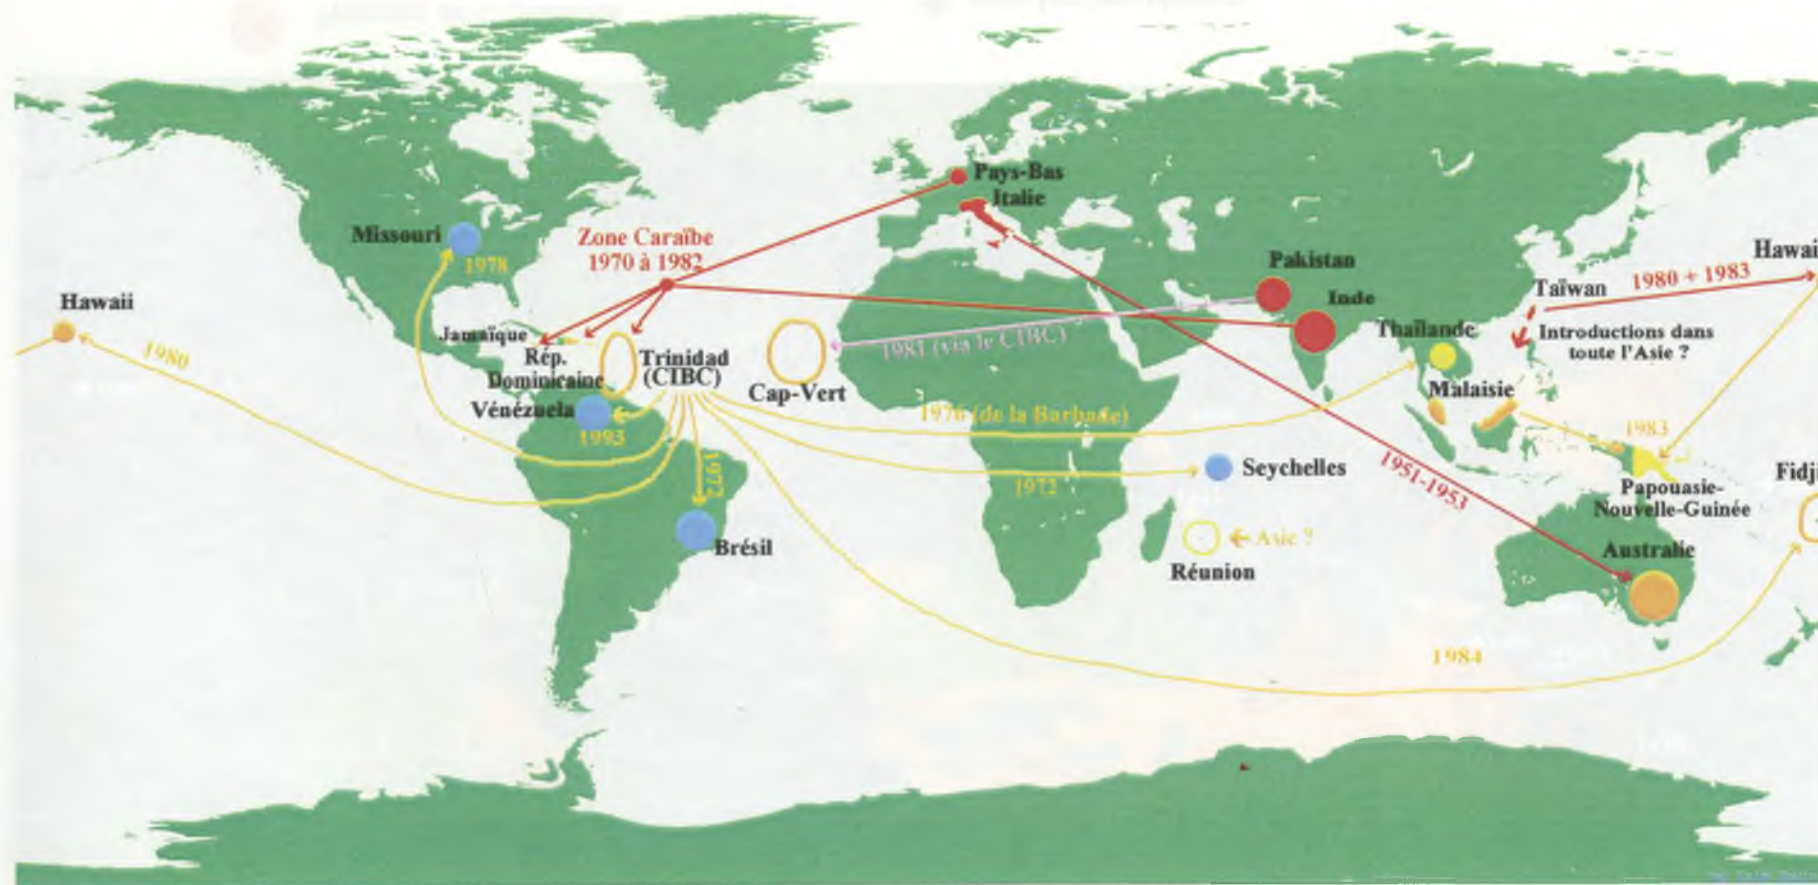 Pays-Bas
Italie
Missouri
1978
Zone Caraïbe
1970 à 1982
Hawaii
1980
Jamaïque
Rép.
Dominicaine
Trinidad
(CIBC)
Vénézuela
1993
1972
Brésil
Cap-Vert
1981 (via le CIBC)
1976 (de la Barbade)
1972
Seychelles
Asie ?
Réunion
Pakistan
Inde
Thaïlande
Malaisie
Taïwan
1980 + 1983
Hawai
Introductions dans
toute l'Asie ?
1983
1951-1953
Papouasie-
Nouvelle-Guinée
Fidji
Australie
1984